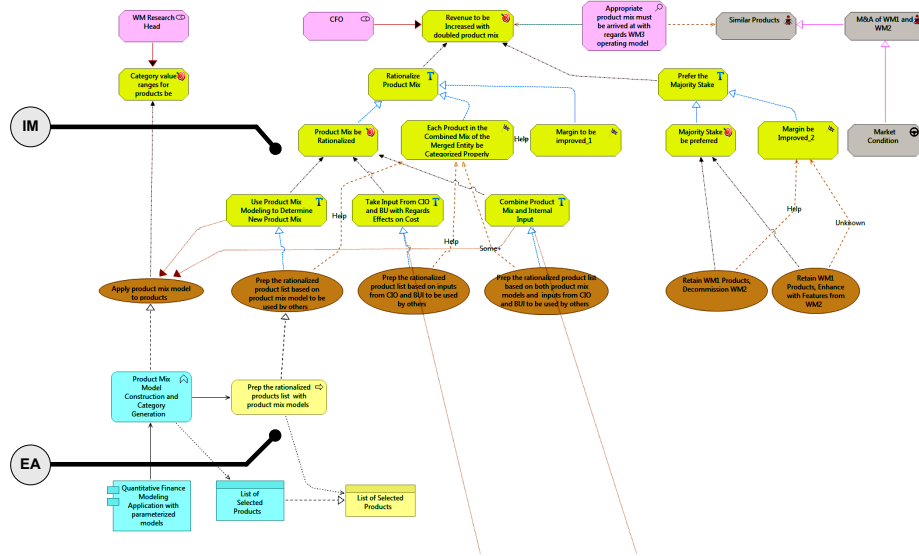 WM Research
Head
CFO
Revenue to be
Increased with
doubled product mix
Appropriate
product mix must
be arrived at with
regards WM3
operating model
Similar Products
M&A of WM1 and
WM2
Category value
ranges for
products be
Rationalize
Product Mix
T
Prefer the
Majority Stake
T
IM
Product Mix be
Rationalized
Each Product in the
Combined Mix of the
Merged Entity be
Categorized Properly
Help
Margin to be
improved_1
Majority Stake
be preferred
Margin be
Improved_2
Market
Condition
Use Product Mix
Modeling to Determine
New Product Mix
T
Help
Take Input From CIO
and BU with Regards
Effects on Cost
T
Combine Product
Mix and Internal
Input
T
Help
Unknown
Help
Some+
Apply product mix model
to products
Prep the rationalized
product list based on
product mix model to be
used by others
Prep the rationalized
product list based on inputs
from CIO and BUI to be used
by others
Prep the rationalized product list
based on both product mix
models and inputs from CIO
and BUI to be used by others
Retain WM1 Products,
Decommission WM2
Retain WM1
Products, Enhance
with Features from
WM2
Product Mix
Model
Construction and
Category
Generation
Prep the rationalized
products list with
product mix models
EA
Quantitative Finance
Modeling
Application with
parameterized
models
List of
Selected
Products
List of Selected
Products